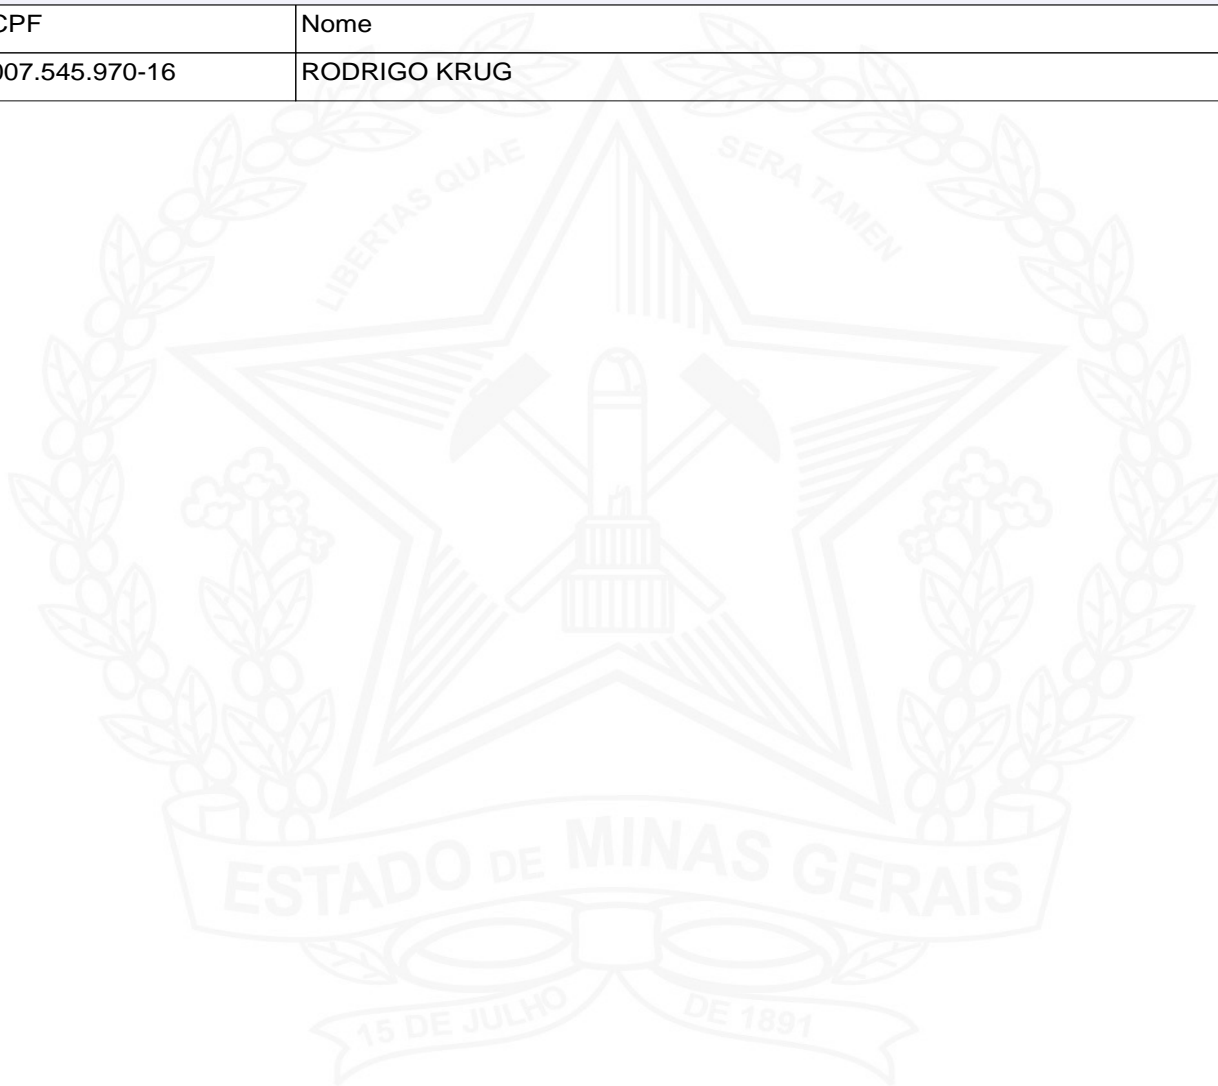 CPF Nome
007.545.970-16 RODRIGO KRUG
LIBERTAS QUAE SERA TAMEN
ESTADO DE MINAS GERAIS
15 DE JULHO DE 1891